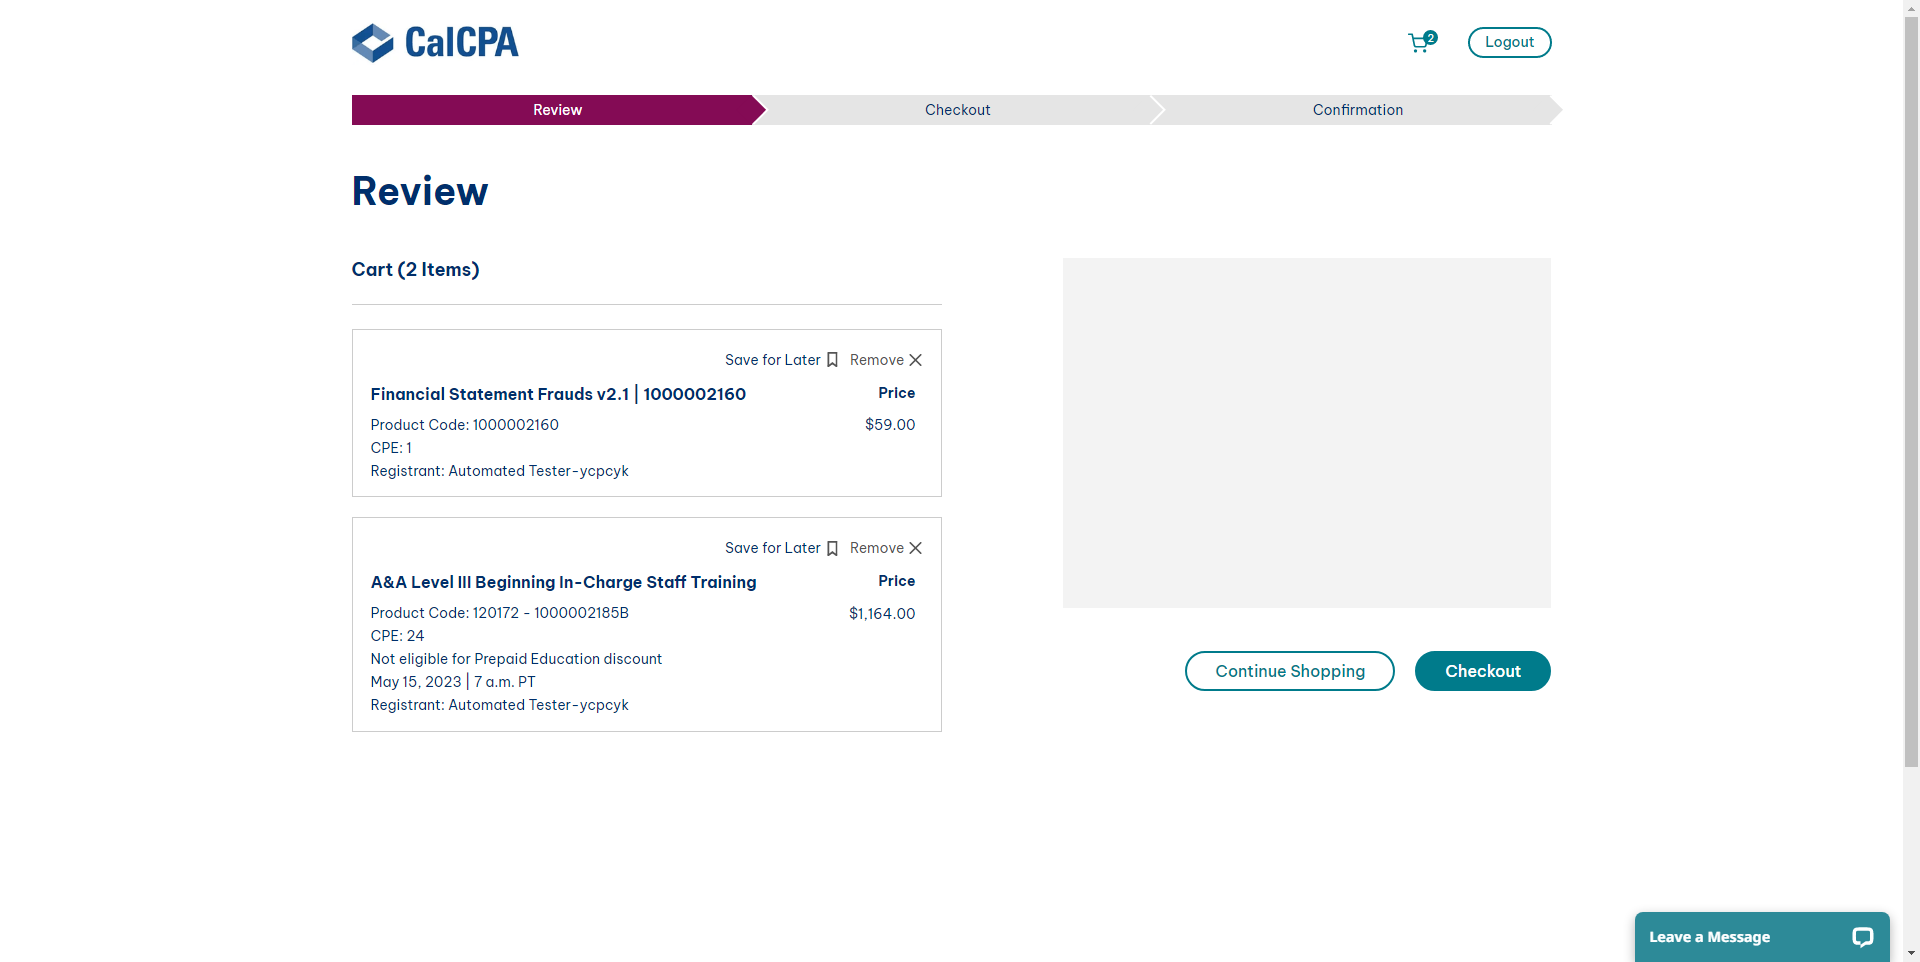 CalCPA
2
Logout
Review
Checkout
Confirmation
Review
Cart (2 Items)
Save for Later
Remove
Financial Statement Frauds v2.1 | 1000002160
Price
Product Code: 1000002160
$59.00
CPE: 1
Registrant: Automated Tester-ycpcyk
Save for Later
Remove
A&A Level III Beginning In-Charge Staff Training
Price
Product Code: 120172 - 1000002185B
$1,164.00
CPE: 24
Not eligible for Prepaid Education discount
May 15, 2023 | 7 a.m. PT
Registrant: Automated Tester-ycpcyk
Continue Shopping
Checkout
Leave a Message